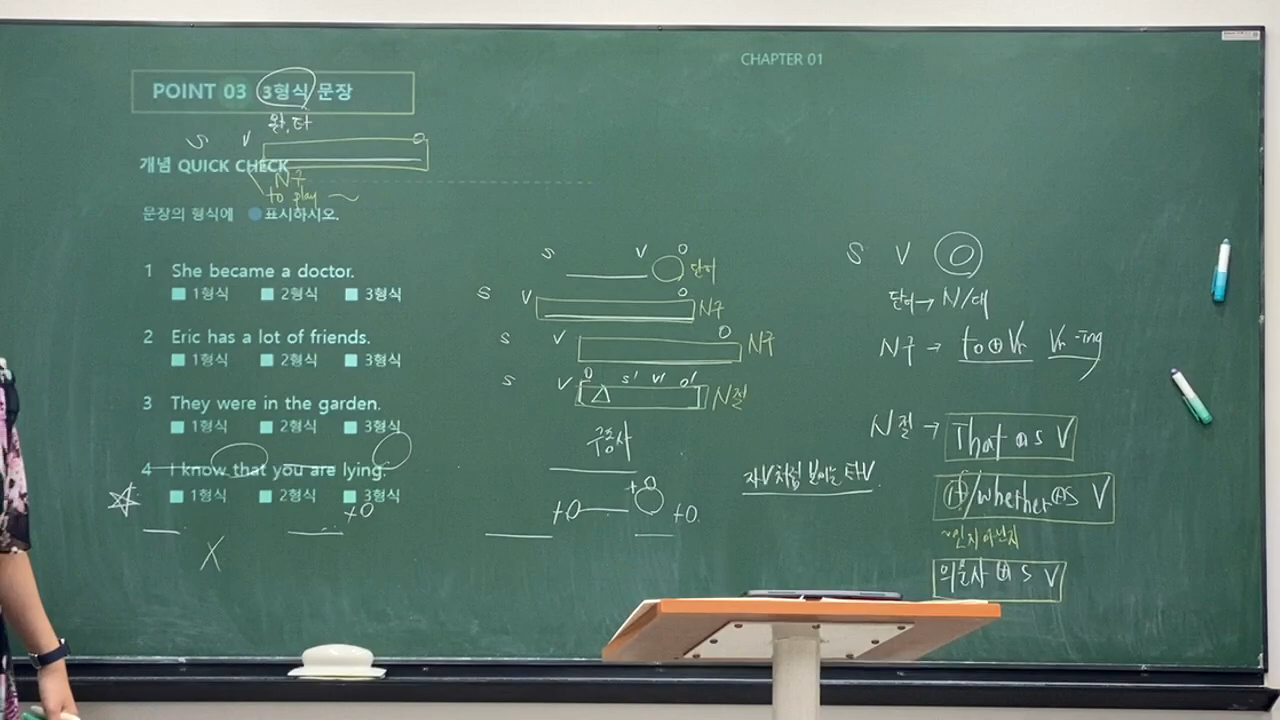 CHAPTER 01
POINT 03 3형식 문장
완.타
S V O
개념 QUICK CHECK
N구
to play ~
문장의 형식에 표시하시오.
1 She became a doctor.
1형식 2형식 3형식
2 Eric has a lot of friends.
1형식 2형식 3형식
3 They were in the garden.
1형식 2형식 3형식
4 I know that you are lying.
1형식 2형식 3형식
+O
X
S V O 단어
S V O N구
S V O N구
S V O S' V' O' N절
+O +O +O
자V처럼 보이는 타V
S V O
단어→ N/대
N구 → to⊕Vr Vr -ing
N절 → That ⊕ S V
if/whether⊕S V
~인지 아닌지
의문사 ⊕ S V